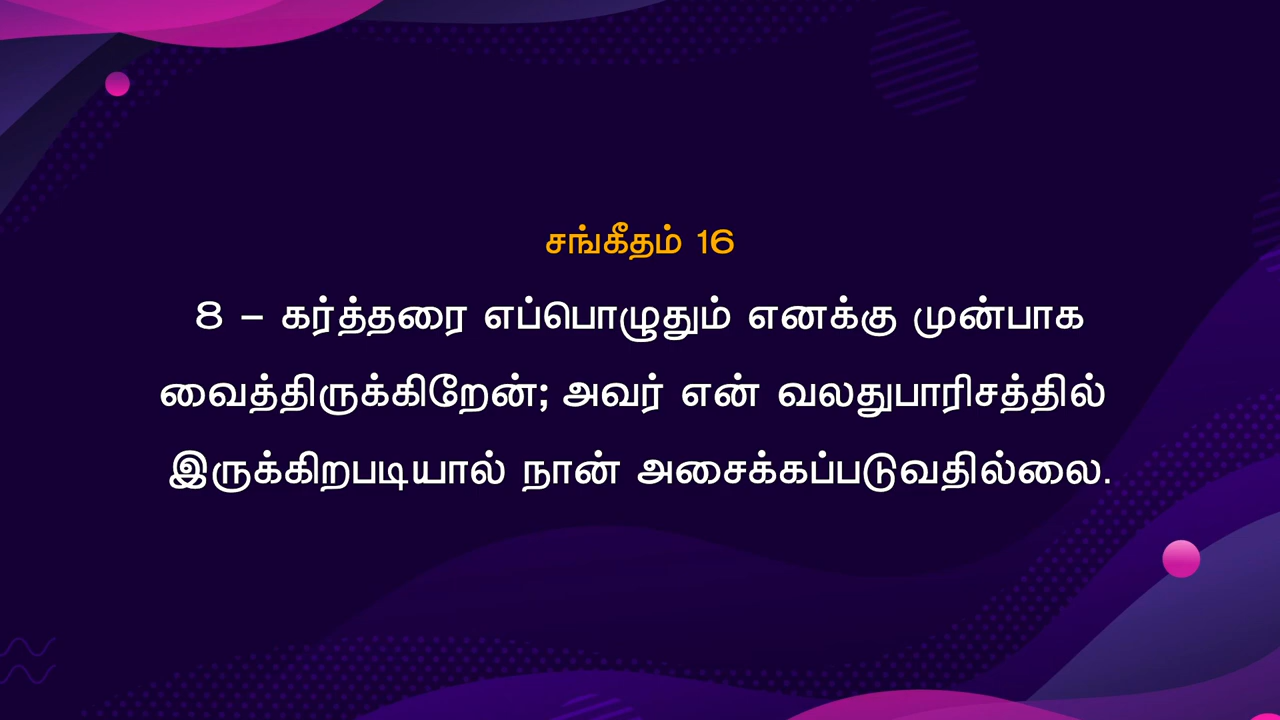 சங்கீதம் 16
8 – கர்த்தரை எப்பொழுதும் எனக்கு முன்பாக
வைத்திருக்கிறேன்; அவர் என் வலதுபாரிசத்தில்
இருக்கிறபடியால் நான் அசைக்கப்படுவதில்லை.